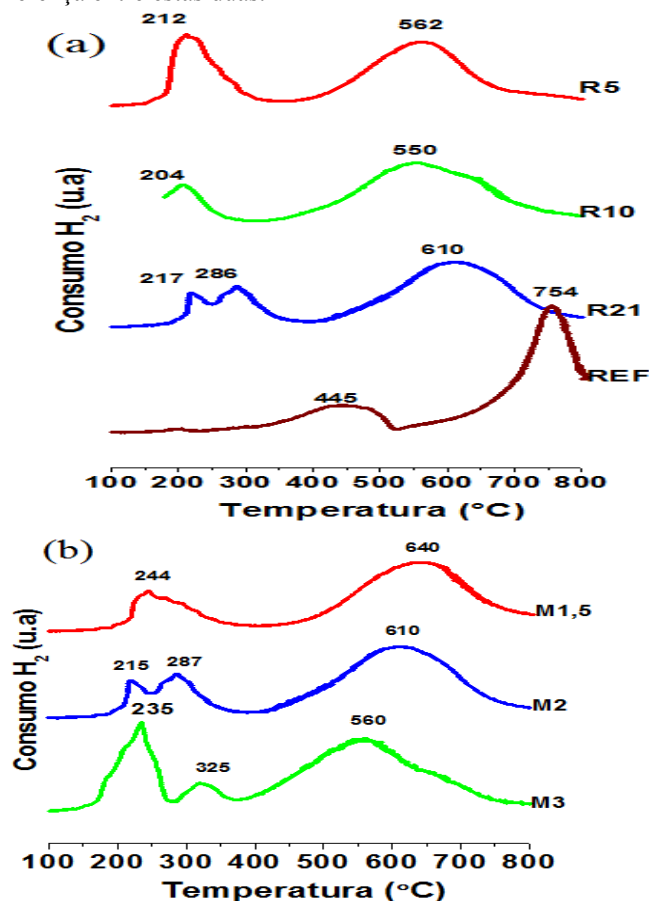 (a)
212
562
R5
204
550
R10
217 286
610
754
R21
445
REF
Consumo H2 (u.a)
100 200 300 400 500 600 700 800
Temperatura (°C)
(b)
244
640
M1,5
215 287
610
M2
235
325
560
M3
Consumo H2 (u.a)
100 200 300 400 500 600 700 800
Temperatura (°C)